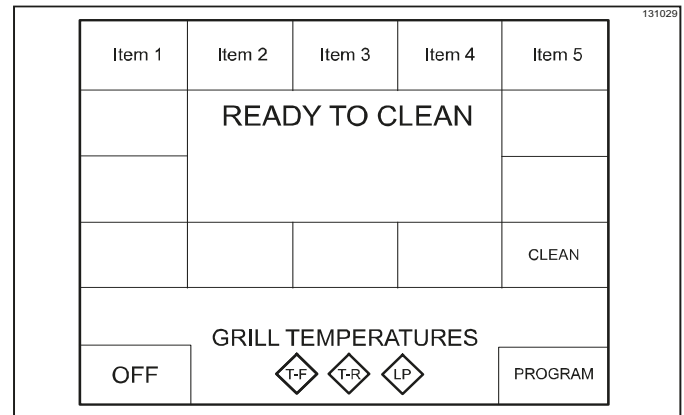 131029
Item 1 Item 2 Item 3 Item 4 Item 5
READY TO CLEAN
CLEAN
GRILL TEMPERATURES
OFF T-F T-R LP PROGRAM